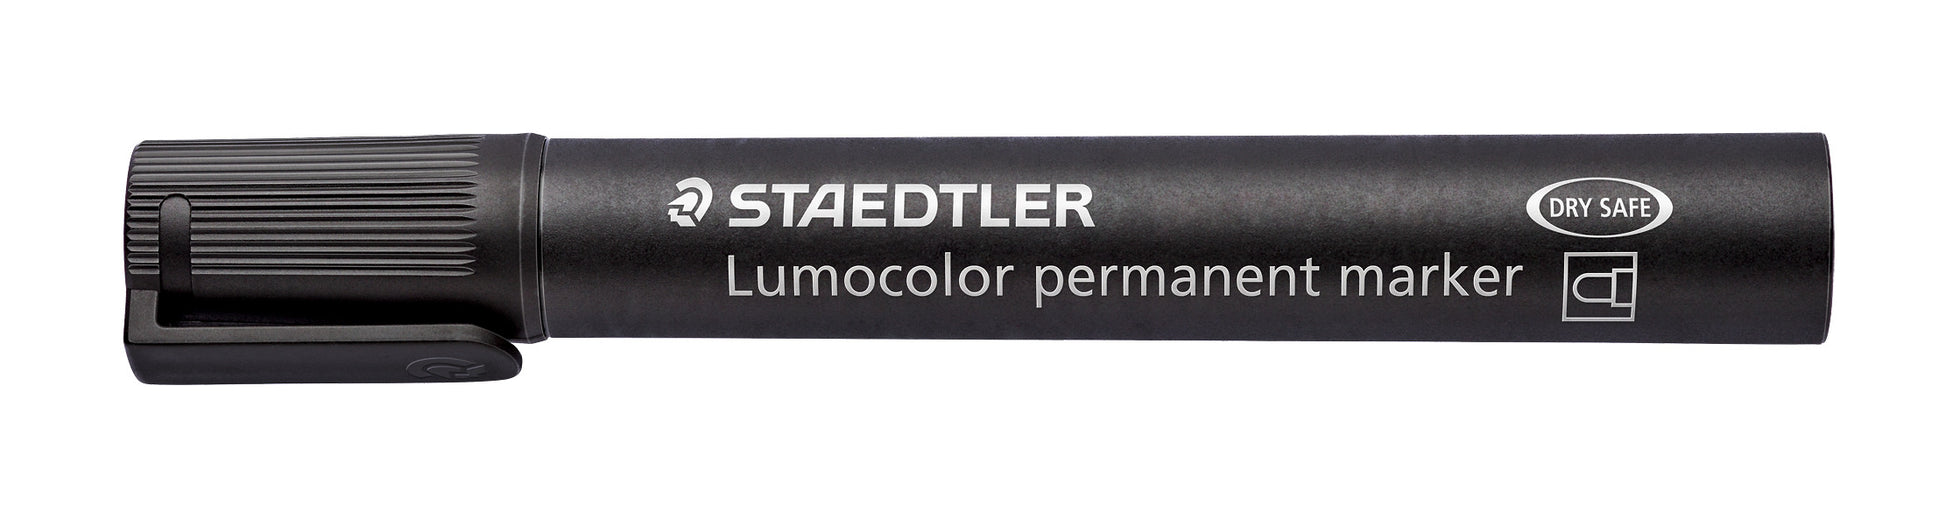 STAEDTLER
Lumocolor permanent marker
DRY SAFE